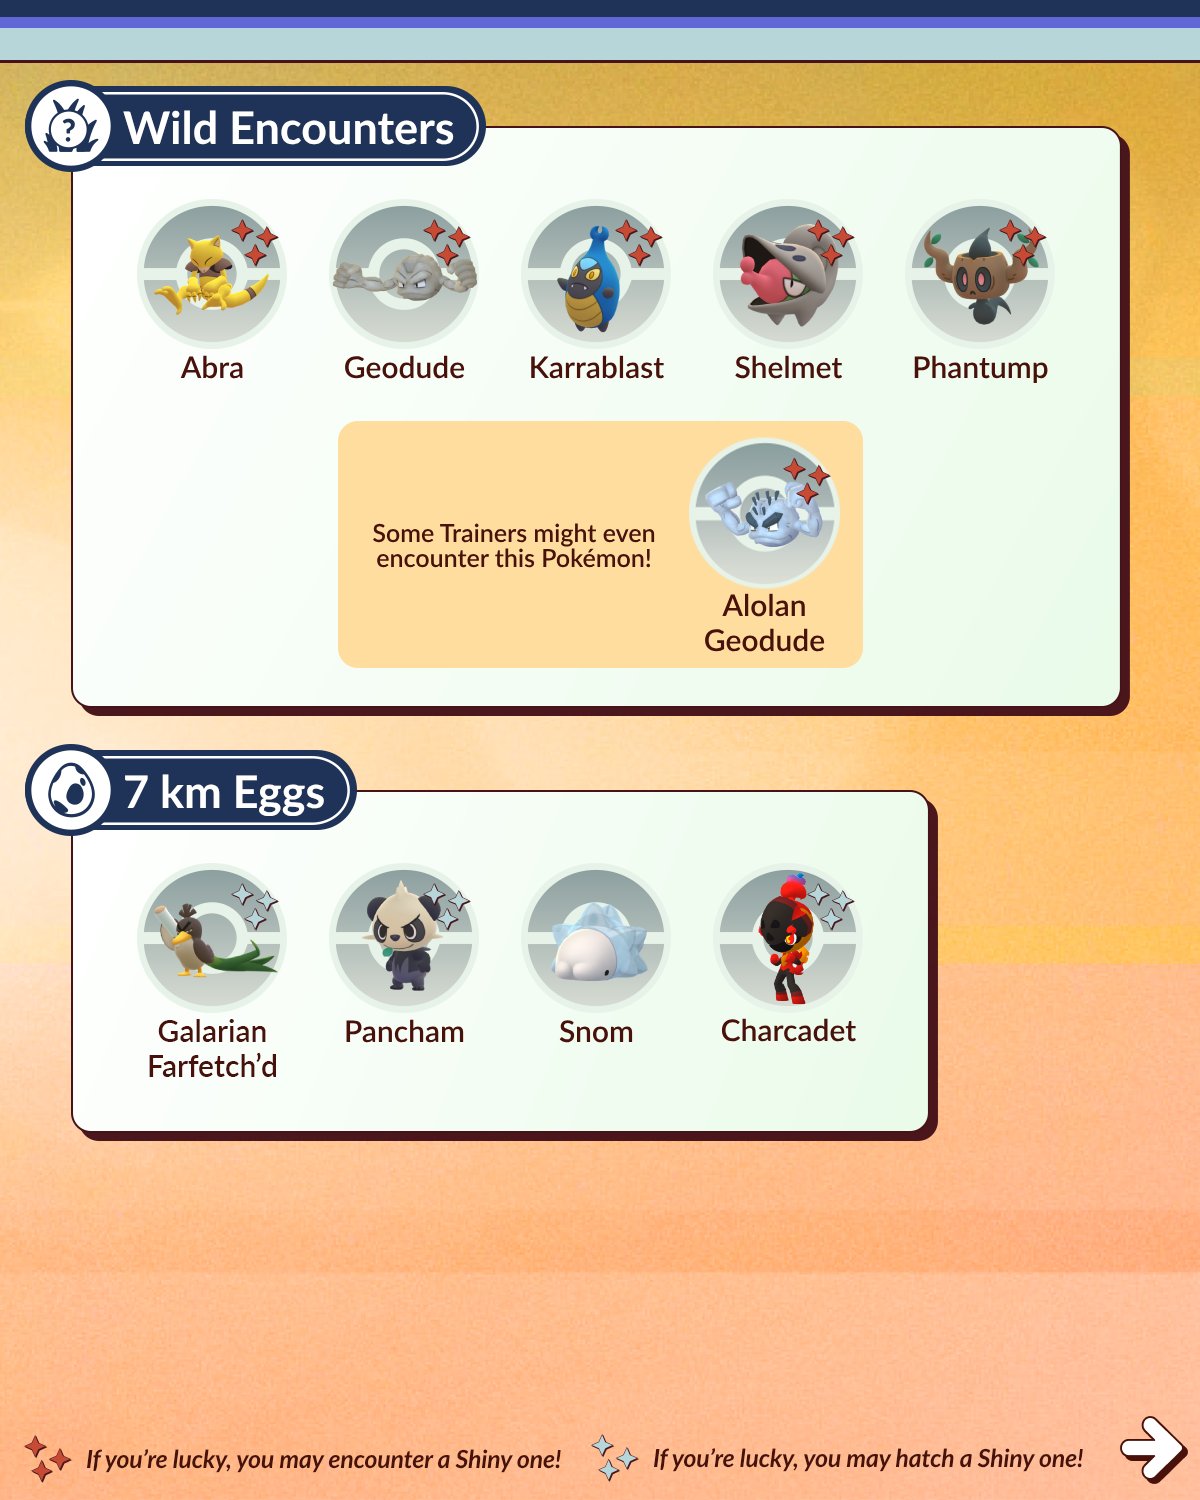 Wild Encounters
Abra
Geodude
Karrablast
Shelmet
Phantump
Some Trainers might even
encounter this Pokémon!
Alolan
Geodude
7 km Eggs
Galarian
Farfetch’d
Pancham
Snom
Charcadet
If you’re lucky, you may encounter a Shiny one!
If you’re lucky, you may hatch a Shiny one!